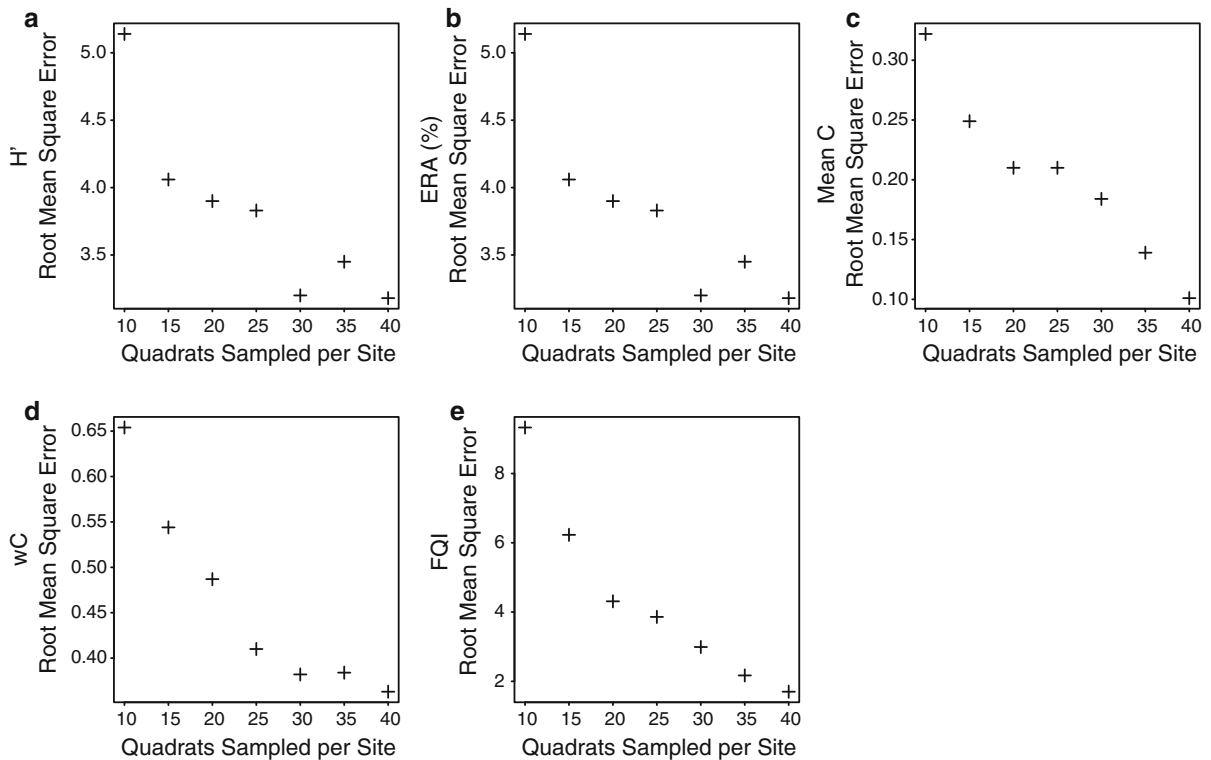 a
H'
Root Mean Square Error
5.0
4.5
4.0
3.5
10 15 20 25 30 35 40
Quadrats Sampled per Site
b
ERA (%)
Root Mean Square Error
5.0
4.5
4.0
3.5
10 15 20 25 30 35 40
Quadrats Sampled per Site
c
Mean C
Root Mean Square Error
0.30
0.25
0.20
0.15
0.10
10 15 20 25 30 35 40
Quadrats Sampled per Site
d
wC
Root Mean Square Error
0.65
0.60
0.55
0.50
0.45
0.40
10 15 20 25 30 35 40
Quadrats Sampled per Site
e
FQI
Root Mean Square Error
8
6
4
2
10 15 20 25 30 35 40
Quadrats Sampled per Site